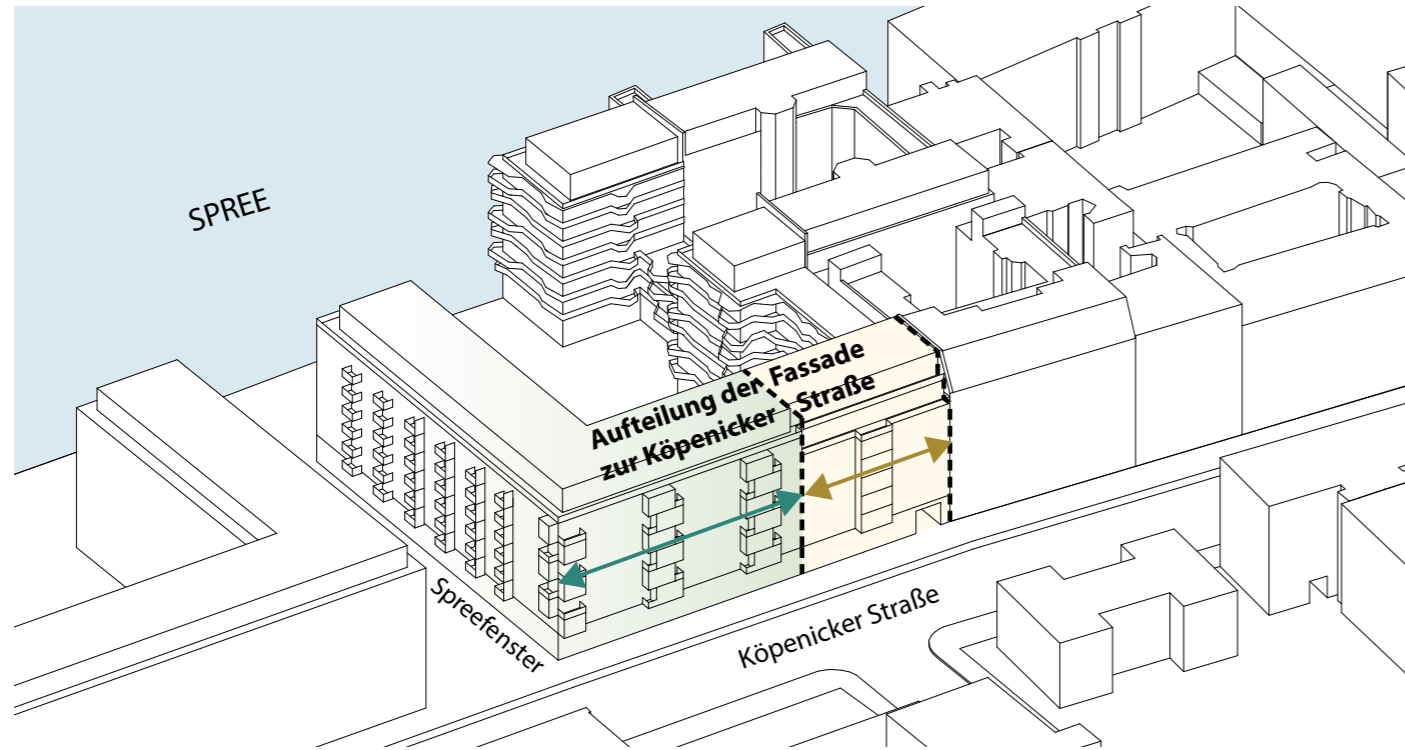 SPREE
Aufteilung der Fassade
zur Köpenicker Straße
Spreefenster
Köpenicker Straße